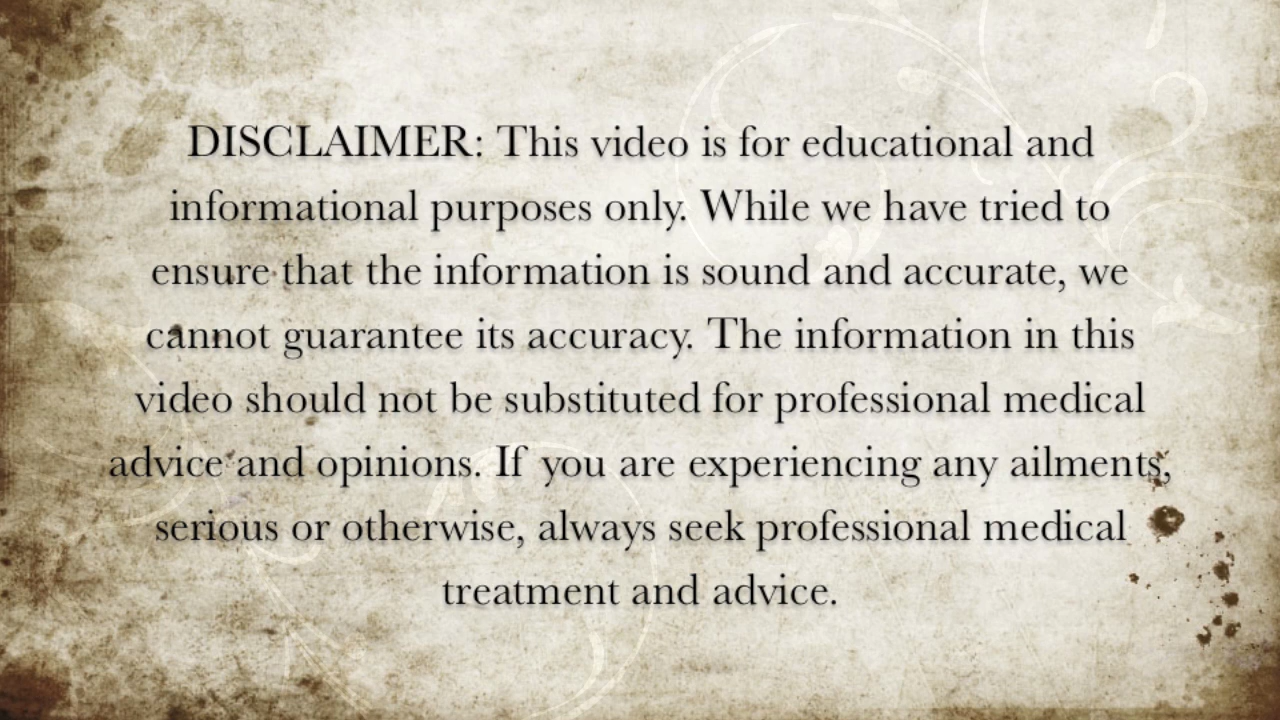 DISCLAIMER: This video is for educational and
informational purposes only. While we have tried to
ensure that the information is sound and accurate, we
cannot guarantee its accuracy. The information in this
video should not be substituted for professional medical
advice and opinions. If you are experiencing any ailments,
serious or otherwise, always seek professional medical
treatment and advice.